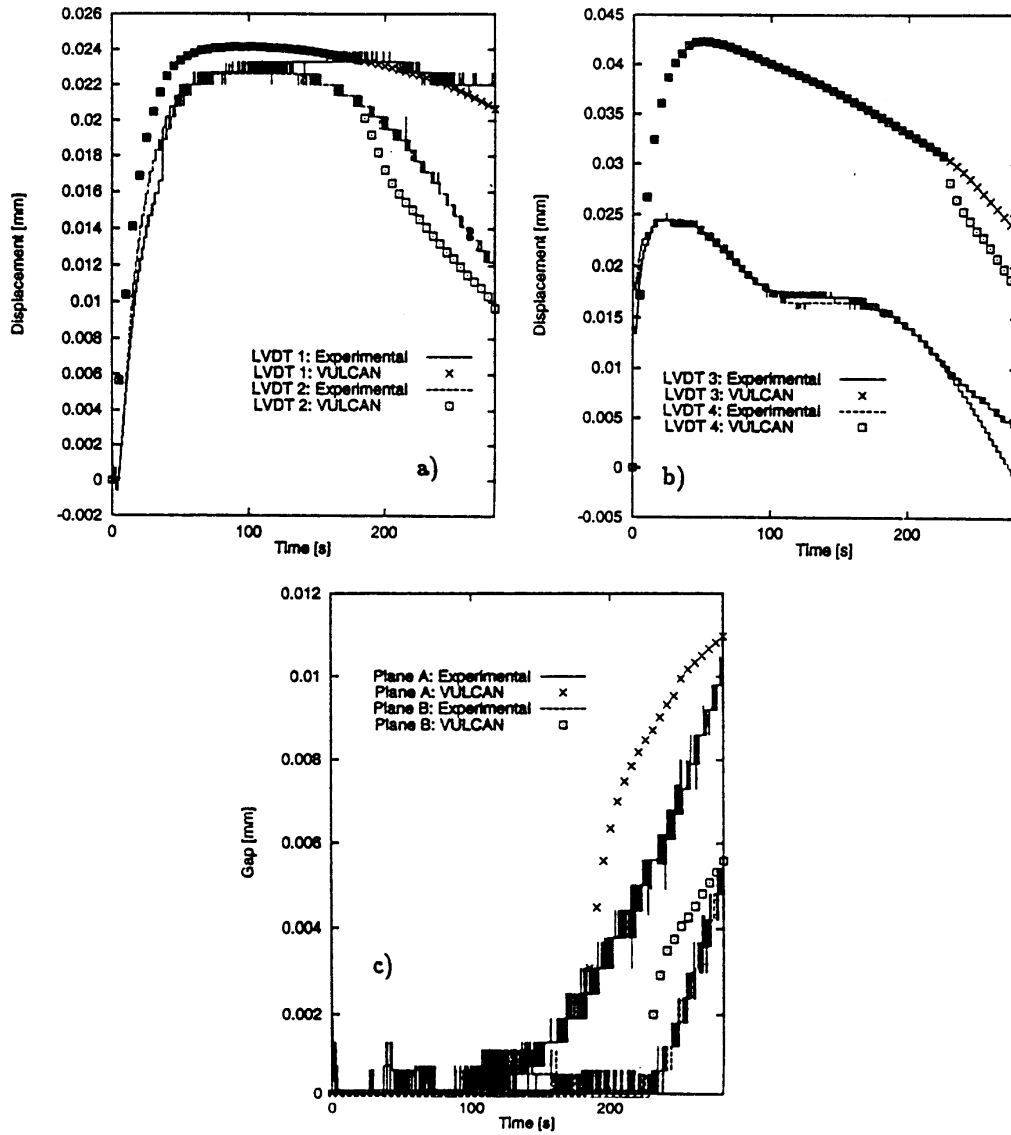 0.026
0.024
0.022
0.02
0.018
0.016
0.014
0.012
0.01
0.008
0.006
0.004
0.002
0
-0.002
Displacement [mm]
LVDT 1: Experimental
LVDT 1: VULCAN
LVDT 2: Experimental
LVDT 2: VULCAN
a)
0
100
200
Time [s]
0.045
0.04
0.035
0.03
0.025
0.02
0.015
0.01
0.005
0
-0.005
Displacement [mm]
LVDT 3: Experimental
LVDT 3: VULCAN
LVDT 4: Experimental
LVDT 4: VULCAN
b)
0
100
200
Time [s]
0.012
0.01
0.008
0.006
0.004
0.002
0
Gap [mm]
Plane A: Experimental
Plane A: VULCAN
Plane B: Experimental
Plane B: VULCAN
c)
0
100
200
Time [s]